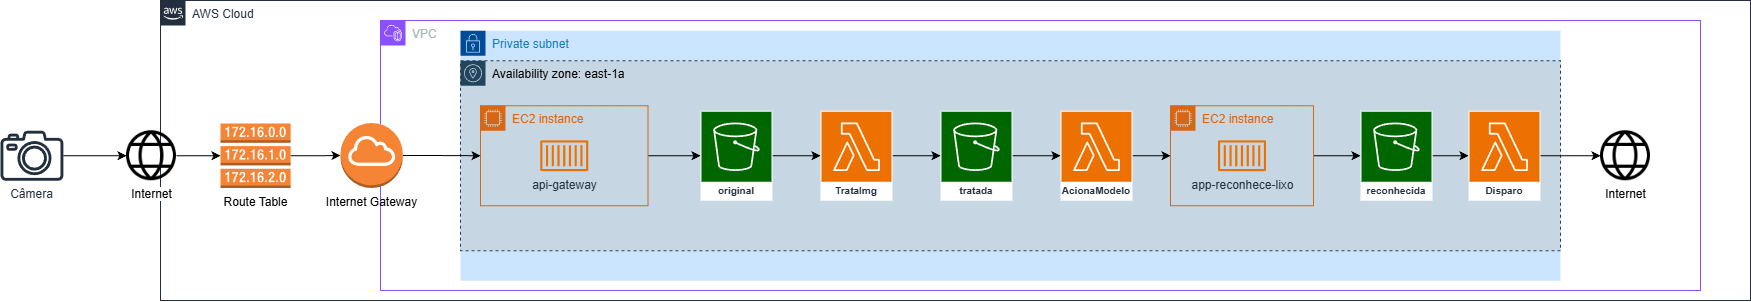 aws
AWS Cloud
VPC
Private subnet
Availability zone: east-1a
Câmera
Internet
172.16.0.0
172.16.1.0
172.16.2.0
Route Table
Internet Gateway
EC2 instance
api-gateway
original
TrataImg
tratada
AcionaModelo
EC2 instance
app-reconhece-lixo
reconhecida
Disparo
Internet